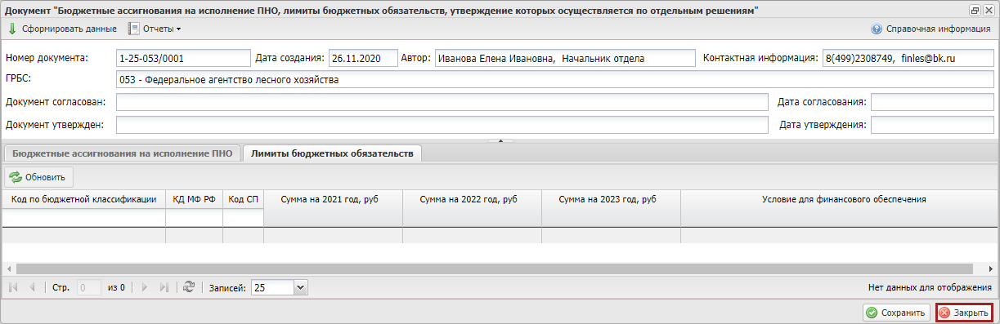 Документ "Бюджетные ассигнования на исполнение ПНО, лимиты бюджетных обязательств, утверждение которых осуществляется по отдельным решениям"
Сформировать данные Отчеты Справочная информация
Номер документа: 1-25-053/0001 Дата создания: 26.11.2020 Автор: Иванова Елена Ивановна, Начальник отдела Контактная информация: 8(499)2308749, finles@bk.ru
ГРБС: 053 - Федеральное агентство лесного хозяйства
Документ согласован: Дата согласования:
Документ утвержден: Дата утверждения:
Бюджетные ассигнования на исполнение ПНО Лимиты бюджетных обязательств
Обновить
Код по бюджетной классификации КД МФ РФ Код СП Сумма на 2021 год, руб Сумма на 2022 год, руб Сумма на 2023 год, руб Условие для финансового обеспечения
Стр. 0 из 0 Записей: 25 Нет данных для отображения
Сохранить Закрыть